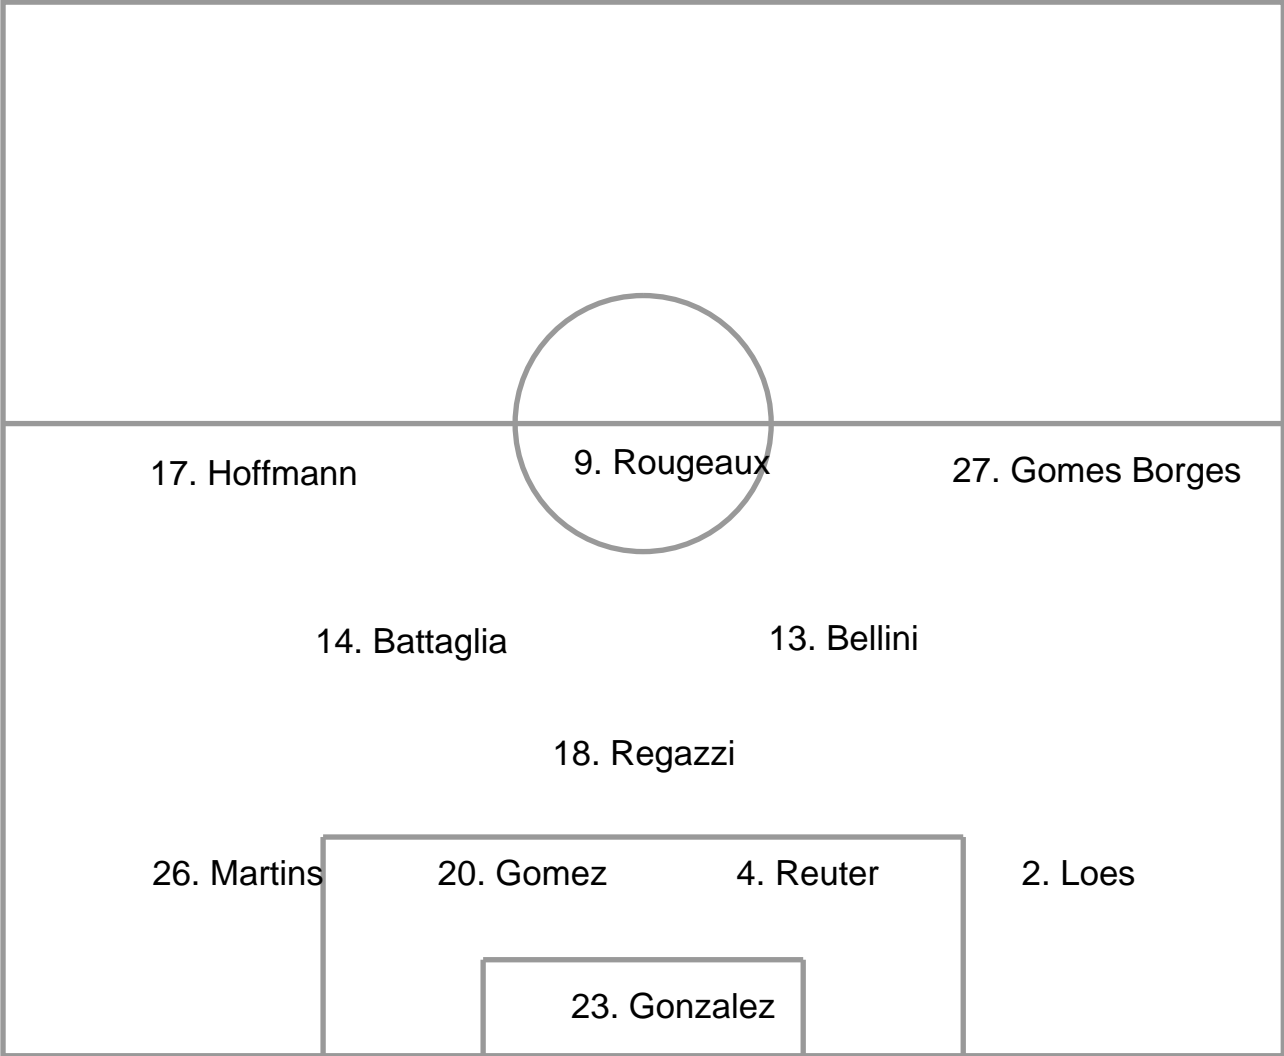 17. Hoffmann
9. Rougeaux
27. Gomes Borges
14. Battaglia
13. Bellini
18. Regazzi
26. Martins
20. Gomez
4. Reuter
2. Loes
23. Gonzalez